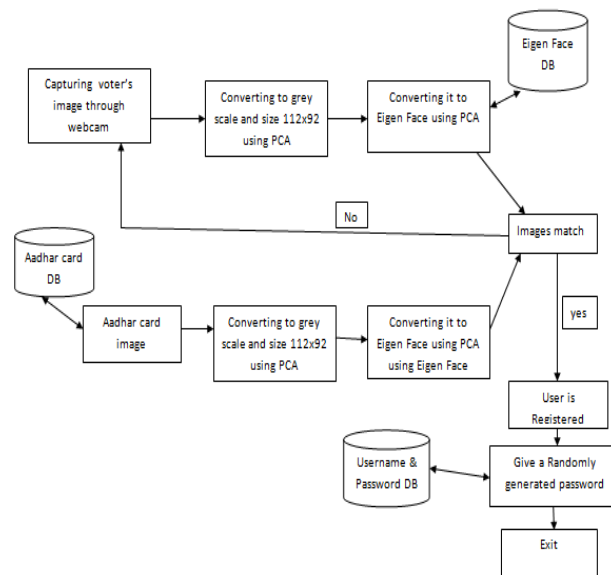 Eigen Face
DB
Capturing voter's
image through
webcam
Converting to grey
scale and size 112x92
using PCA
Converting it to
Eigen Face using PCA
No
Images match
Aadhar card
DB
Aadhar card
image
Converting to grey
scale and size 112x92
using PCA
Converting it to
Eigen Face using PCA
using Eigen Face
yes
User is
Registered
Username &
Password DB
Give a Randomly
generated password
Exit